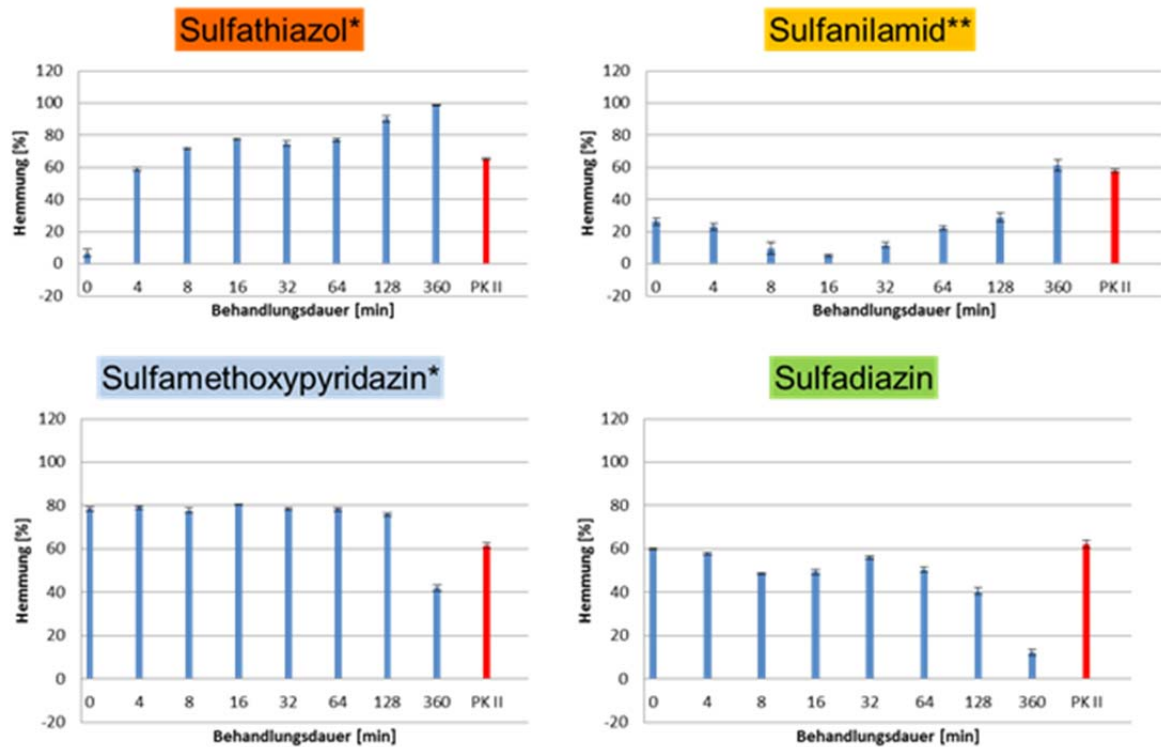 Sulfathiazol*
Hemmung [%]
120
100
80
60
40
20
0
-20
0 4 8 16 32 64 128 360 PK II
Behandlungsdauer [min]
Sulfanilamid**
Hemmung [%]
120
100
80
60
40
20
0
-20
0 4 8 16 32 64 128 360 PK II
Behandlungsdauer [min]
Sulfamethoxypyridazin*
Hemmung [%]
120
100
80
60
40
20
0
-20
0 4 8 16 32 64 128 360 PK II
Behandlungsdauer [min]
Sulfadiazin
Hemmung [%]
120
100
80
60
40
20
0
-20
0 4 8 16 32 64 128 360 PK II
Behandlungsdauer [min]